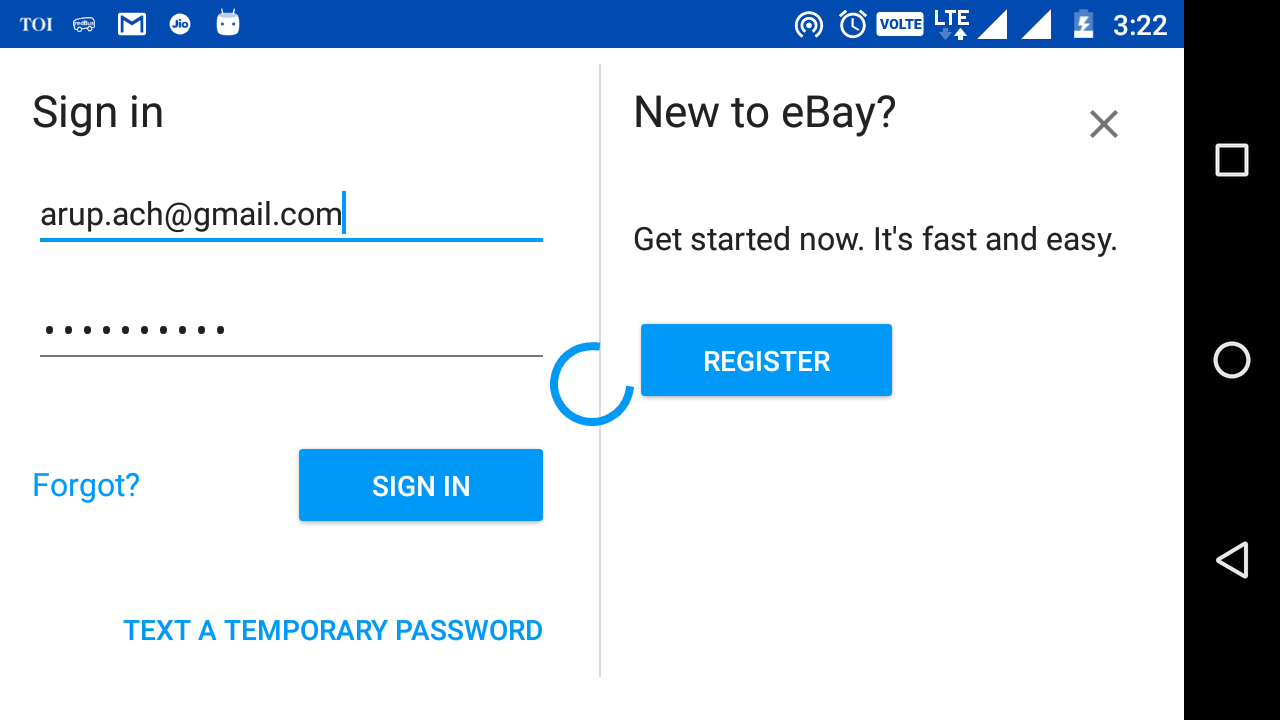 TOI redBus Jio VOLTE LTE 3:22
Sign in
arup.ach@gmail.com
••••••••••
Forgot?
SIGN IN
TEXT A TEMPORARY PASSWORD
New to eBay?
Get started now. It's fast and easy.
REGISTER